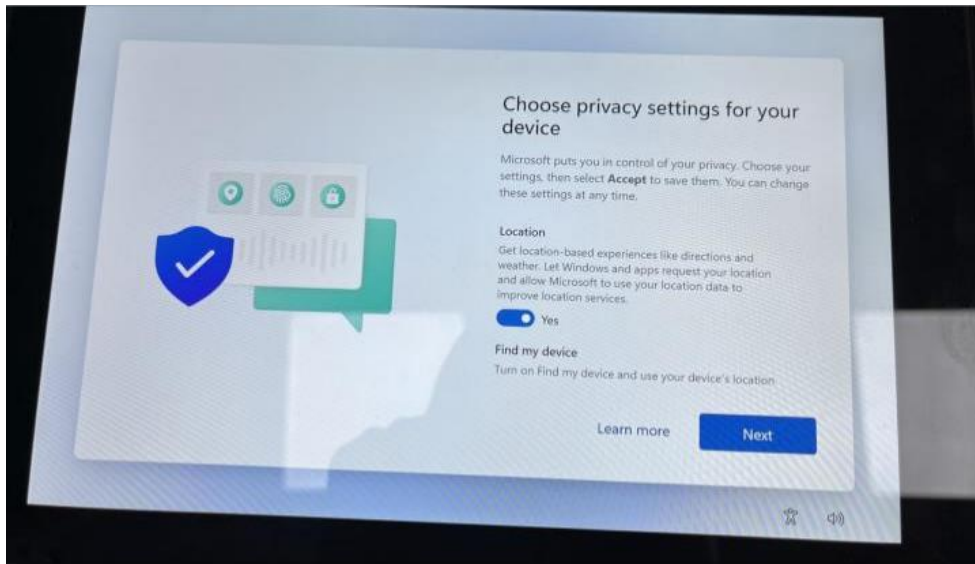 Choose privacy settings for your
device
Microsoft puts you in control of your privacy. Choose your
settings, then select Accept to save them. You can change
these settings at any time.
Location
Get location-based experiences like directions and
weather. Let Windows and apps request your location
and allow Microsoft to use your location data to
improve location services.
Yes
Find my device
Turn on Find my device and use your device's location
Learn more
Next